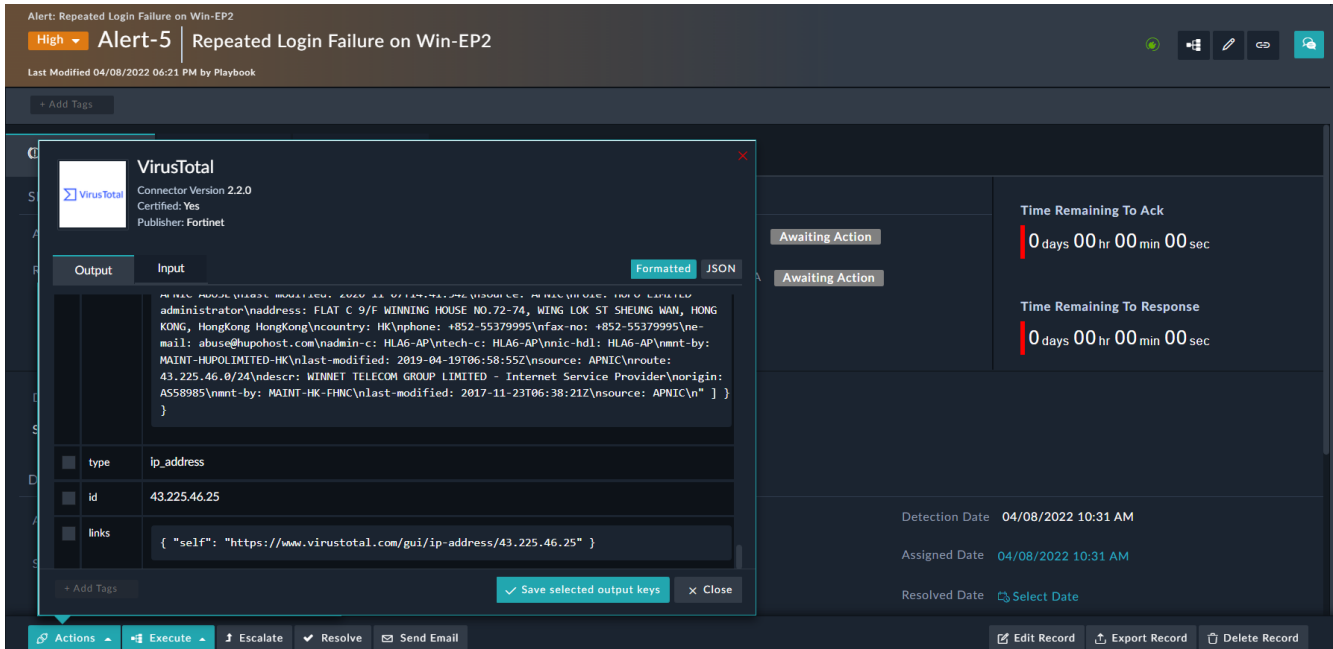 Alert: Repeated Login Failure on Win-EP2
High Alert-5 Repeated Login Failure on Win-EP2
Last Modified 04/08/2022 06:21 PM by Playbook
+ Add Tags
VirusTotal
VirusTotal
Connector Version 2.2.0
Certified: Yes
Publisher: Fortinet
Output Input Formatted JSON
administrator\naddress: FLAT C 9/F WINNING HOUSE NO.72-74, WING LOK ST SHEUNG WAN, HONG
KONG, HongKong HongKong\ncountry: HK\nphone: +852-55379995\nfax-no: +852-55379995\ne-
mail: abuse@hupohost.com\nadmin-c: HLA6-AP\ntech-c: HLA6-AP\nnic-hdl: HLA6-AP\nmnt-by:
MAINT-HUPOLIMITED-HK\nlast-modified: 2019-04-19T06:58:55Z\nsource: APNIC\nroute:
43.225.46.0/24\ndescr: WINNET TELECOM GROUP LIMITED - Internet Service Provider\norigin:
AS58985\nmnt-by: MAINT-HK-FHNC\nlast-modified: 2017-11-23T06:38:21Z\nsource: APNIC\n" ] }
}
type ip_address
id 43.225.46.25
links { "self": "https://www.virustotal.com/gui/ip-address/43.225.46.25" }
+ Add Tags
Save selected output keys
Close
Awaiting Action
Awaiting Action
Time Remaining To Ack
0 days 00 hr 00 min 00 sec
Time Remaining To Response
0 days 00 hr 00 min 00 sec
Detection Date 04/08/2022 10:31 AM
Assigned Date 04/08/2022 10:31 AM
Resolved Date Select Date
Actions Execute Escalate Resolve Send Email Edit Record Export Record Delete Record